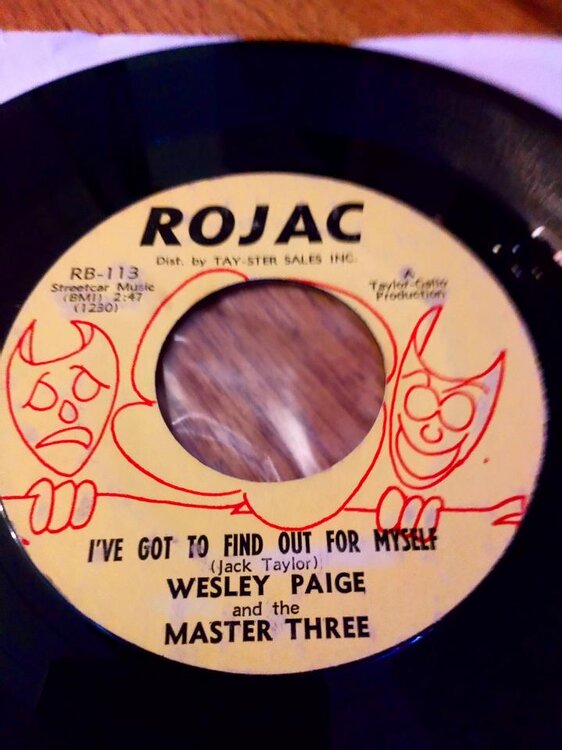 ROJAC
Dist. by TAY-STER SALES INC.
RB-113
Streetcar Music
(BMI) 2:47
(1230)
A
Taylor-Gallo
Production
I'VE GOT TO FIND OUT FOR MYSELF
(Jack Taylor)
WESLEY PAIGE
and the
MASTER THREE